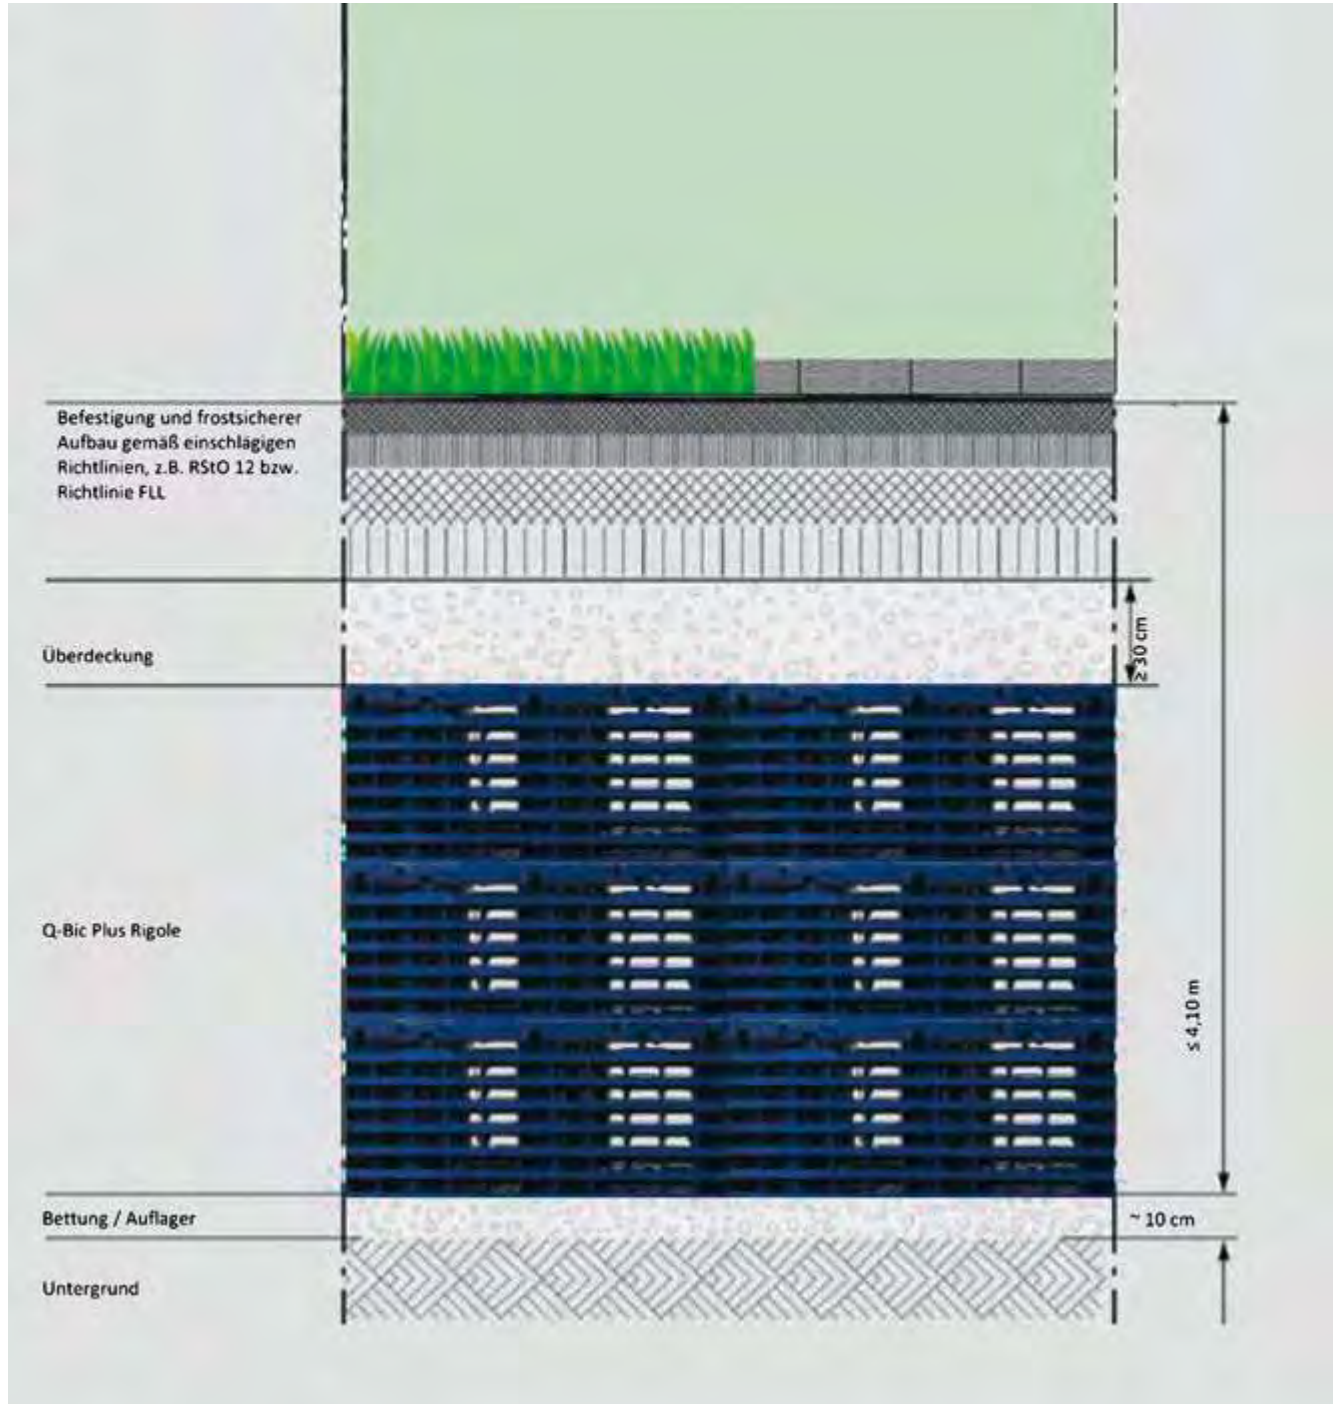 Befestigung und frostsicherer
Aufbau gemäß einschlägigen
Richtlinien, z.B. RStO 12 bzw.
Richtlinie FLL
≥ 30 cm
Überdeckung
Q-Bic Plus Rigole
≤ 4,10 m
Bettung / Auflager
~ 10 cm
Untergrund